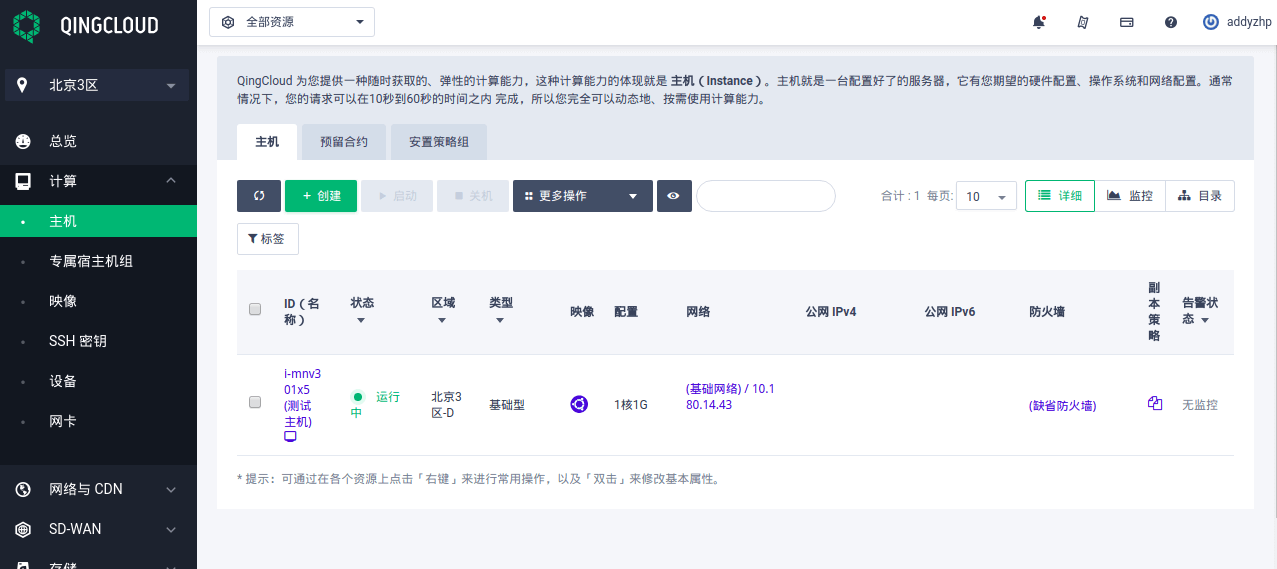 QINGCLOUD
全部资源
addyzhp
北京3区
总览
计算
主机
专属宿主机组
映像
SSH 密钥
设备
网卡
网络与 CDN
SD-WAN
存储
QingCloud 为您提供一种随时获取的、弹性的计算能力，这种计算能力的体现就是 主机（Instance）。主机就是一台配置好了的服务器，它有您期望的硬件配置、操作系统和网络配置。通常
情况下，您的请求可以在10秒到60秒的时间之内 完成，所以您完全可以动态地、按需使用计算能力。
主机 预留合约 安置策略组
+ 创建 启动 关机 更多操作 合计 : 1 每页: 10 详细 监控 目录
标签
ID（名称） 状态 区域 类型 映像 配置 网络 公网 IPv4 公网 IPv6 防火墙 副本策略 告警状态
i-mnv3
01x5
(测试
主机)
运行
中
北京3
区-D
基础型
1核1G
(基础网络) / 10.1
80.14.43
(缺省防火墙)
无监控
* 提示：可通过在各个资源上点击「右键」来进行常用操作，以及「双击」来修改基本属性。